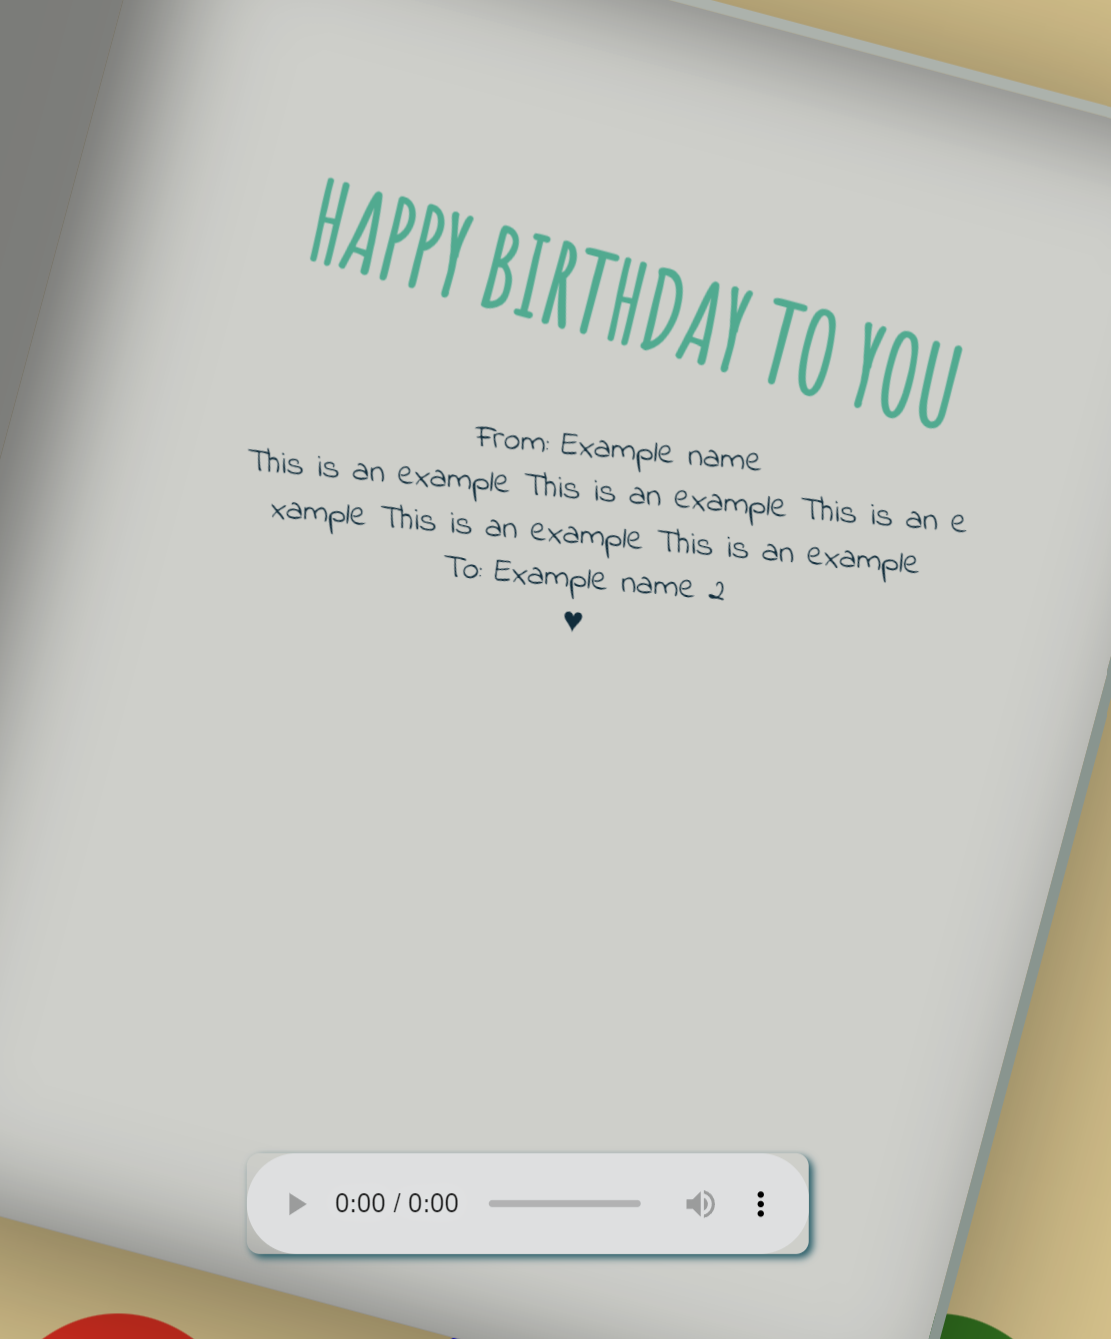 HAPPY BIRTHDAY TO YOU
From: Example name
This is an example This is an example This is an e
xample This is an example This is an example
To: Example name 2
♥
0:00 / 0:00